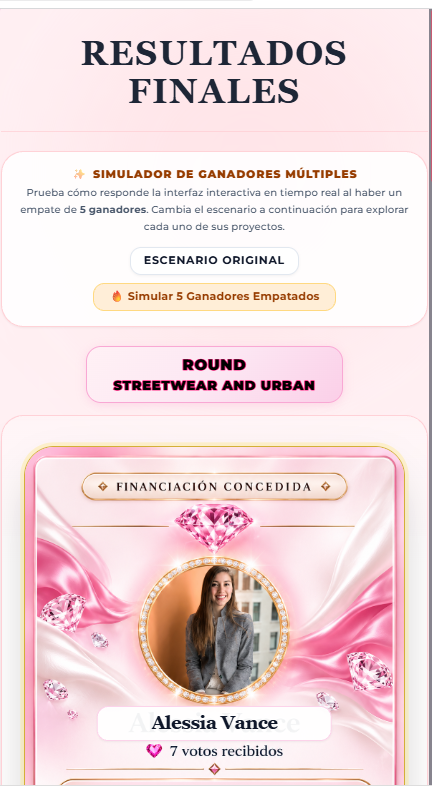 RESULTADOS
FINALES
✨ SIMULADOR DE GANADORES MÚLTIPLES
Prueba cómo responde la interfaz interactiva en tiempo real al haber un
empate de 5 ganadores. Cambia el escenario a continuación para explorar
cada uno de sus proyectos.
ESCENARIO ORIGINAL
🔥 Simular 5 Ganadores Empatados
ROUND
STREETWEAR AND URBAN
FINANCIACIÓN CONCEDIDA
Alessia Vance
7 votos recibidos